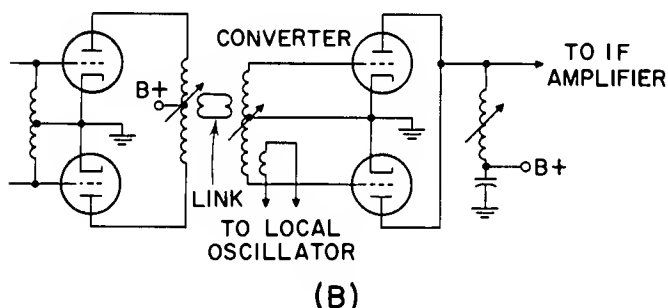 CONVERTER
TO IF
AMPLIFIER
B+
B+
LINK
TO LOCAL
OSCILLATOR
(B)